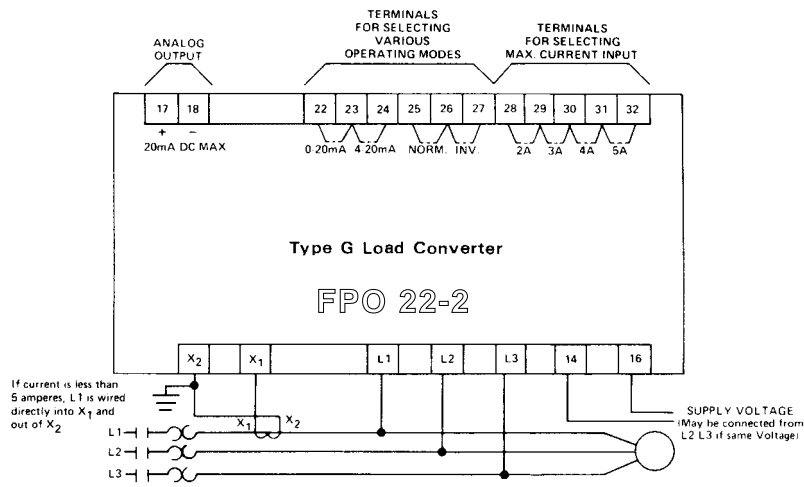 TERMINALS
FOR SELECTING
VARIOUS
OPERATING MODES
TERMINALS
FOR SELECTING
MAX. CURRENT INPUT
ANALOG
OUTPUT
17 18 22 23 24 25 26 27 28 29 30 31 32
+ −
20mA DC MAX 0-20mA 4-20mA NORM. INV. 2A 3A 4A 5A
Type G Load Converter
FPO 22-2
X2 X1 L1 L2 L3 14 16
If current is less than
5 amperes, L1 is wired
directly into X1 and
out of X2
X1 X2
SUPPLY VOLTAGE
(May be connected from
L2 L3 if same Voltage)
L1
L2
L3